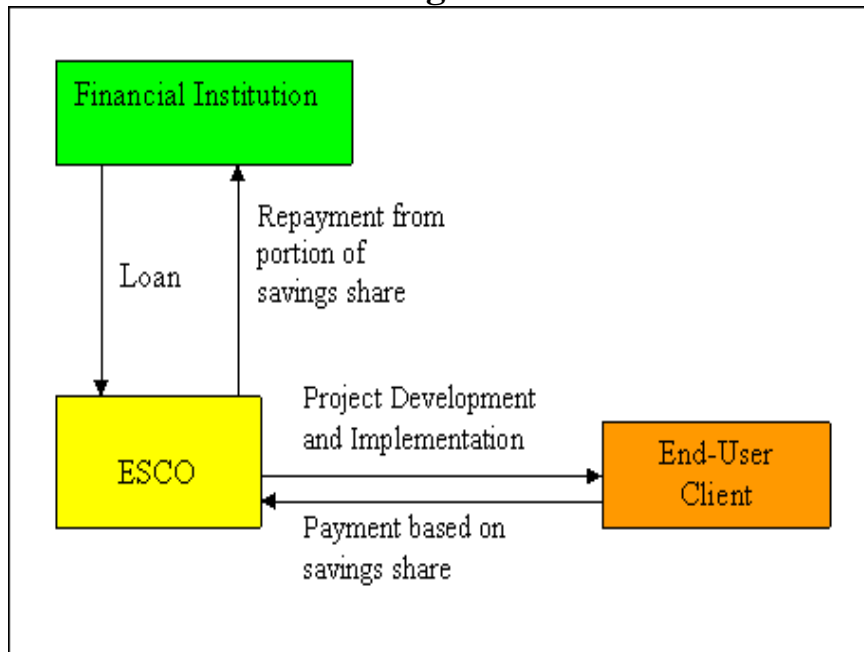 Financial Institution
Loan
Repayment from
portion of
savings share
Project Development
and Implementation
ESCO
End-User
Client
Payment based on
savings share